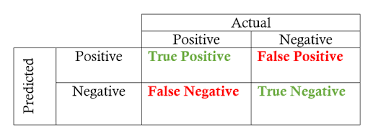 Actual
Positive Negative
Predicted
Positive True Positive False Positive
Negative False Negative True Negative